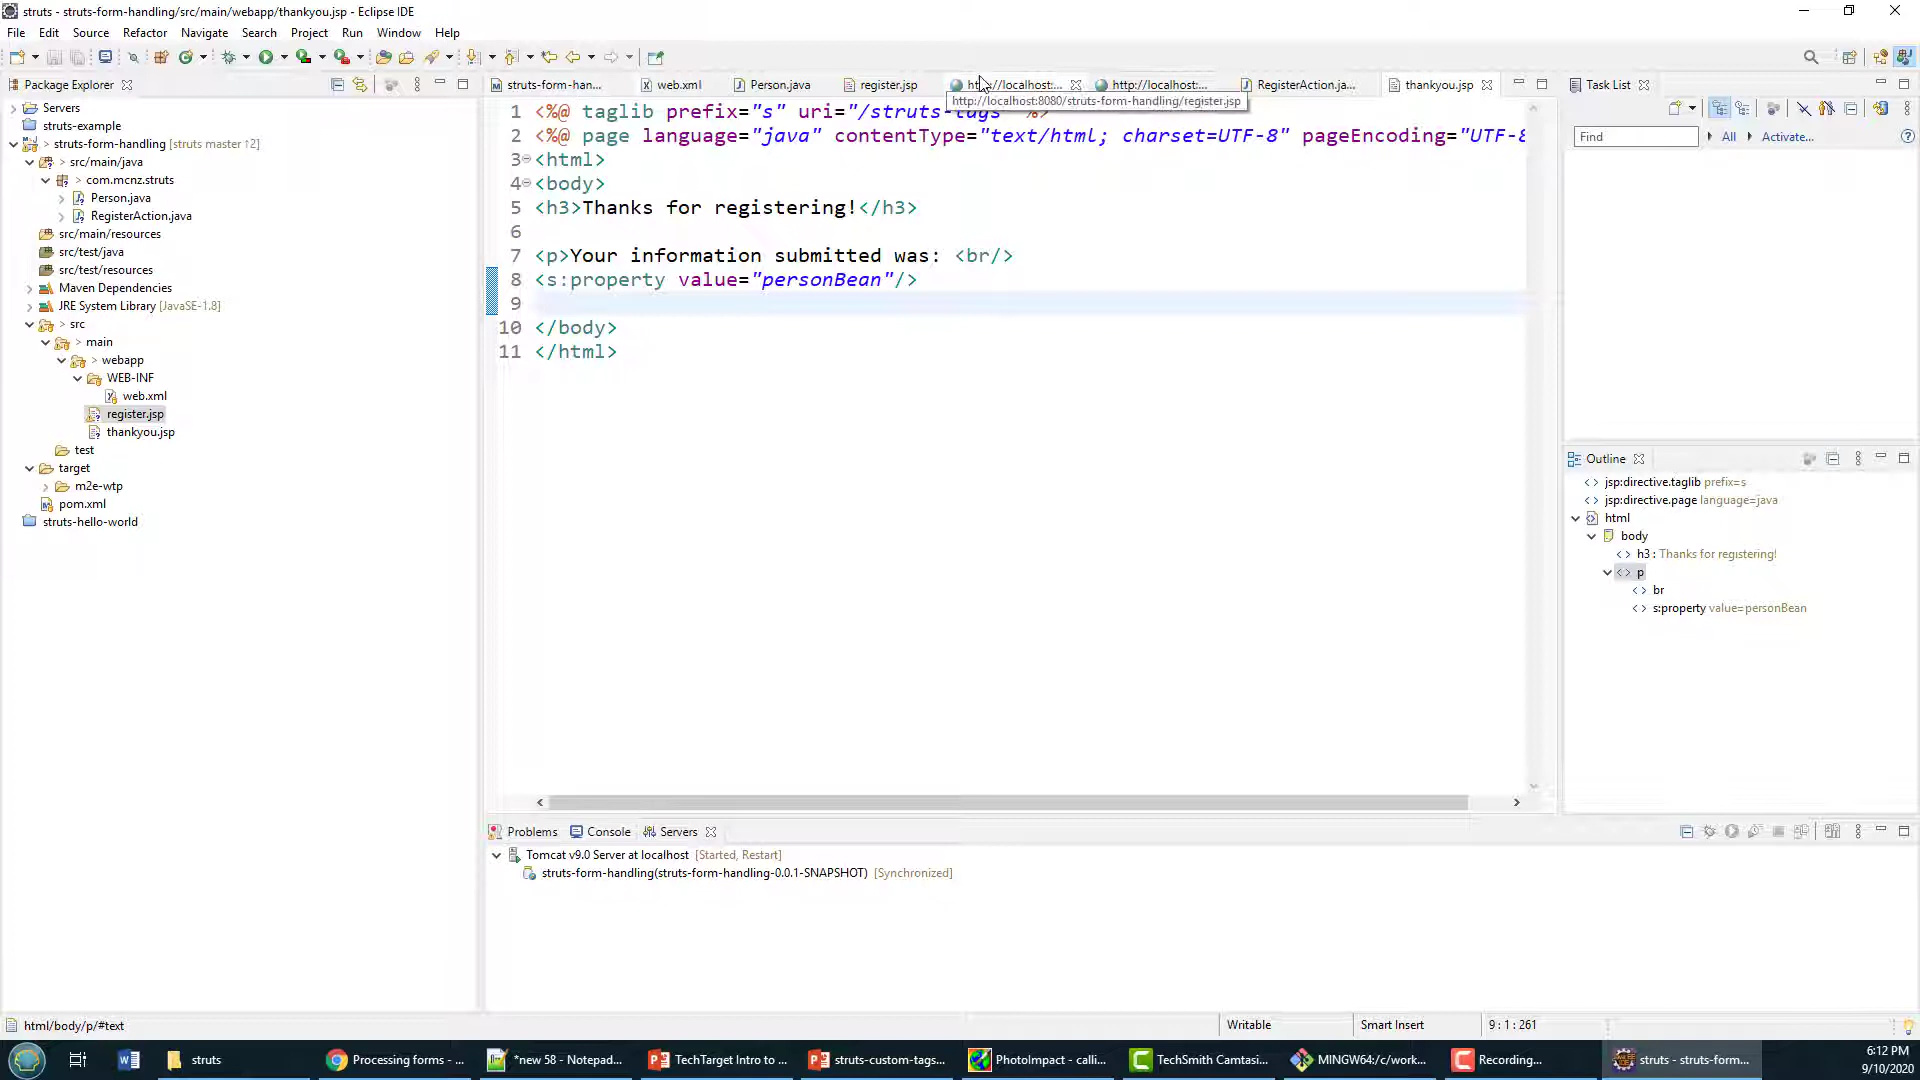 struts - struts-form-handling/src/main/webapp/thankyou.jsp - Eclipse IDE
File Edit Source Refactor Navigate Search Project Run Window Help
Package Explorer
struts-form-han... web.xml Person.java register.jsp http://localhost:... http://localhost:... RegisterAction.ja... thankyou.jsp
http://localhost:8080/struts-form-handling/register.jsp
Servers
struts-example
> struts-form-handling [struts master ↑2]
> src/main/java
> com.mcnz.struts
> Person.java
> RegisterAction.java
src/main/resources
src/test/java
src/test/resources
Maven Dependencies
JRE System Library [JavaSE-1.8]
> src
> main
> webapp
WEB-INF
web.xml
register.jsp
thankyou.jsp
test
target
m2e-wtp
pom.xml
struts-hello-world
1 <%@ taglib prefix="s" uri="/struts-tags" %>
2 <%@ page language="java" contentType="text/html; charset=UTF-8" pageEncoding="UTF-8
3 <html>
4 <body>
5 <h3>Thanks for registering!</h3>
6
7 <p>Your information submitted was: <br/>
8 <s:property value="personBean"/>
9
10 </body>
11 </html>
Task List
Find All Activate...
Outline
jsp:directive.taglib prefix=s
jsp:directive.page language=java
html
body
h3 : Thanks for registering!
p
br
s:property value=personBean
Problems Console Servers
Tomcat v9.0 Server at localhost [Started, Restart]
struts-form-handling(struts-form-handling-0.0.1-SNAPSHOT) [Synchronized]
html/body/p/#text
Writable Smart Insert 9 : 1 : 261
struts Processing forms - ... *new 58 - Notepad... TechTarget Intro to ... struts-custom-tags... PhotoImpact - calli... TechSmith Camtasi... MINGW64:/c/work... Recording... struts - struts-form...
6:12 PM
9/10/2020